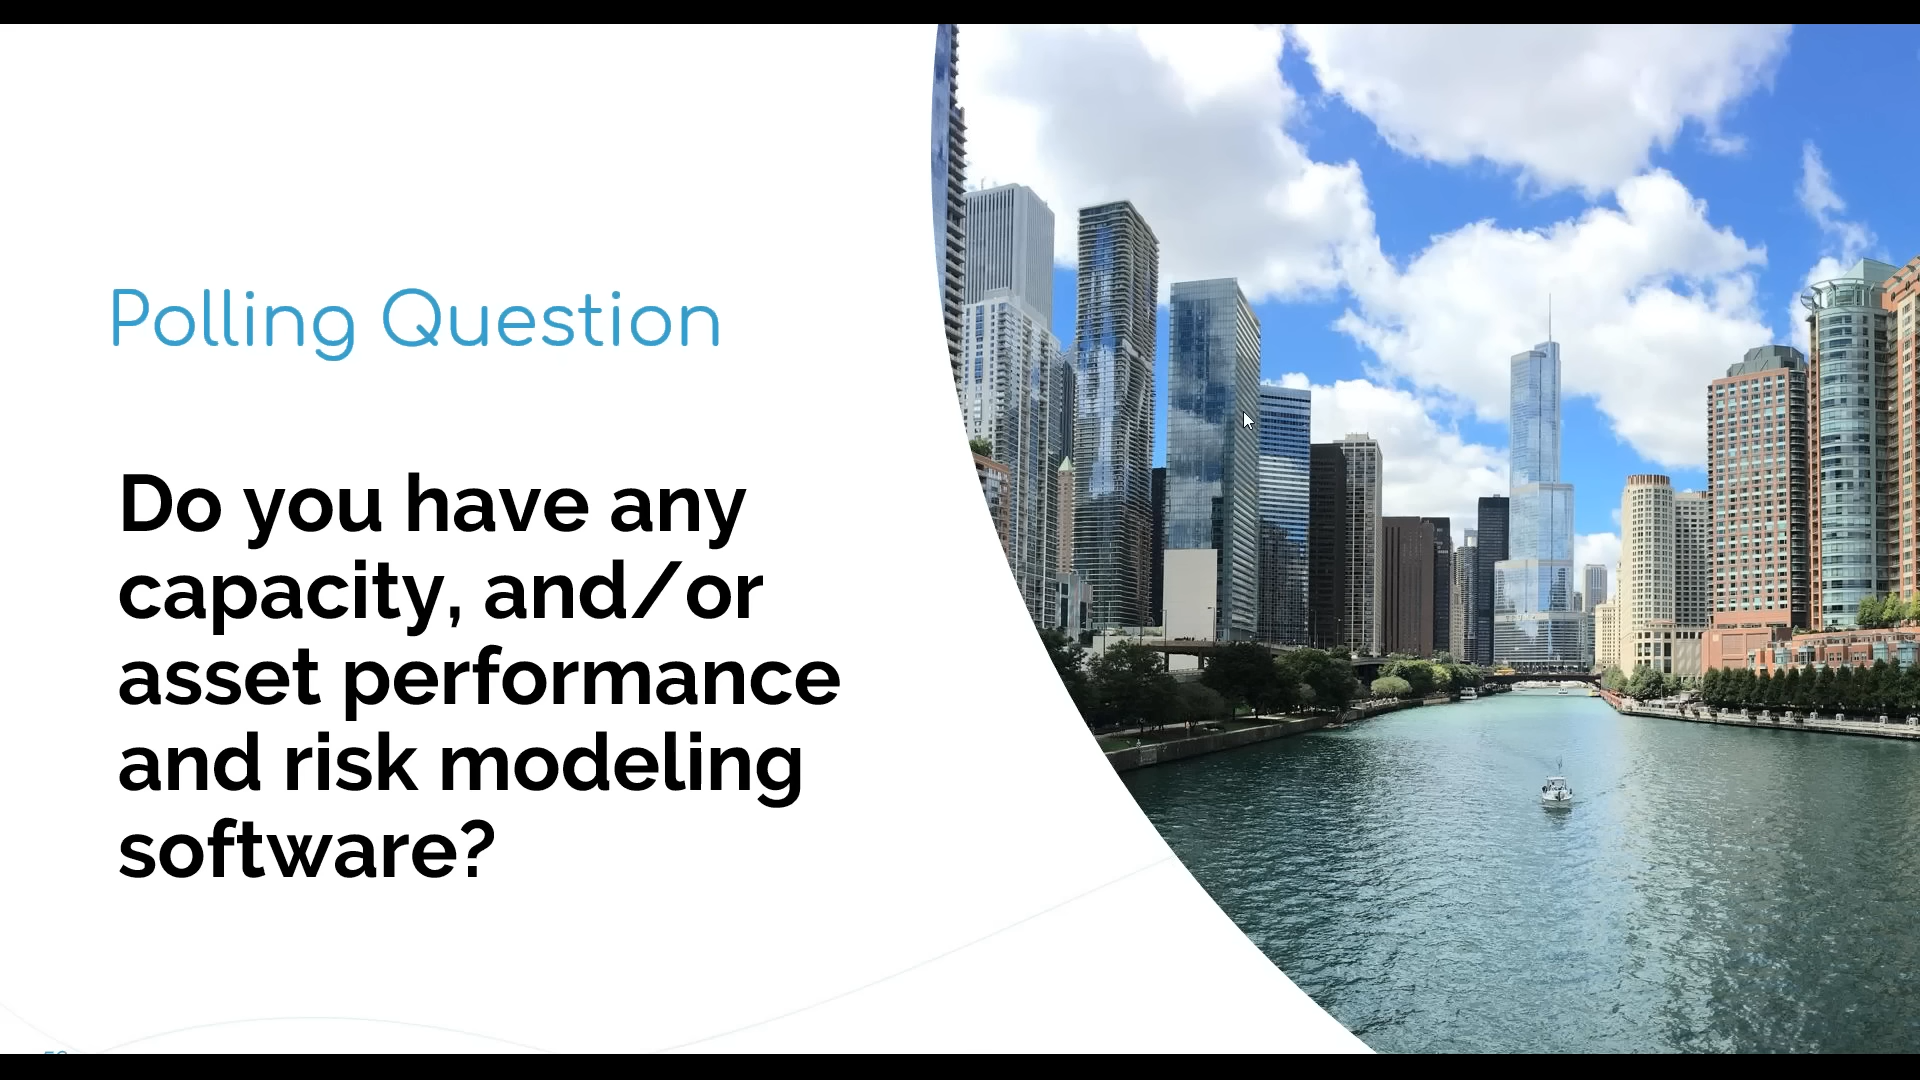 Polling Question
Do you have any
capacity, and/or
asset performance
and risk modeling
software?